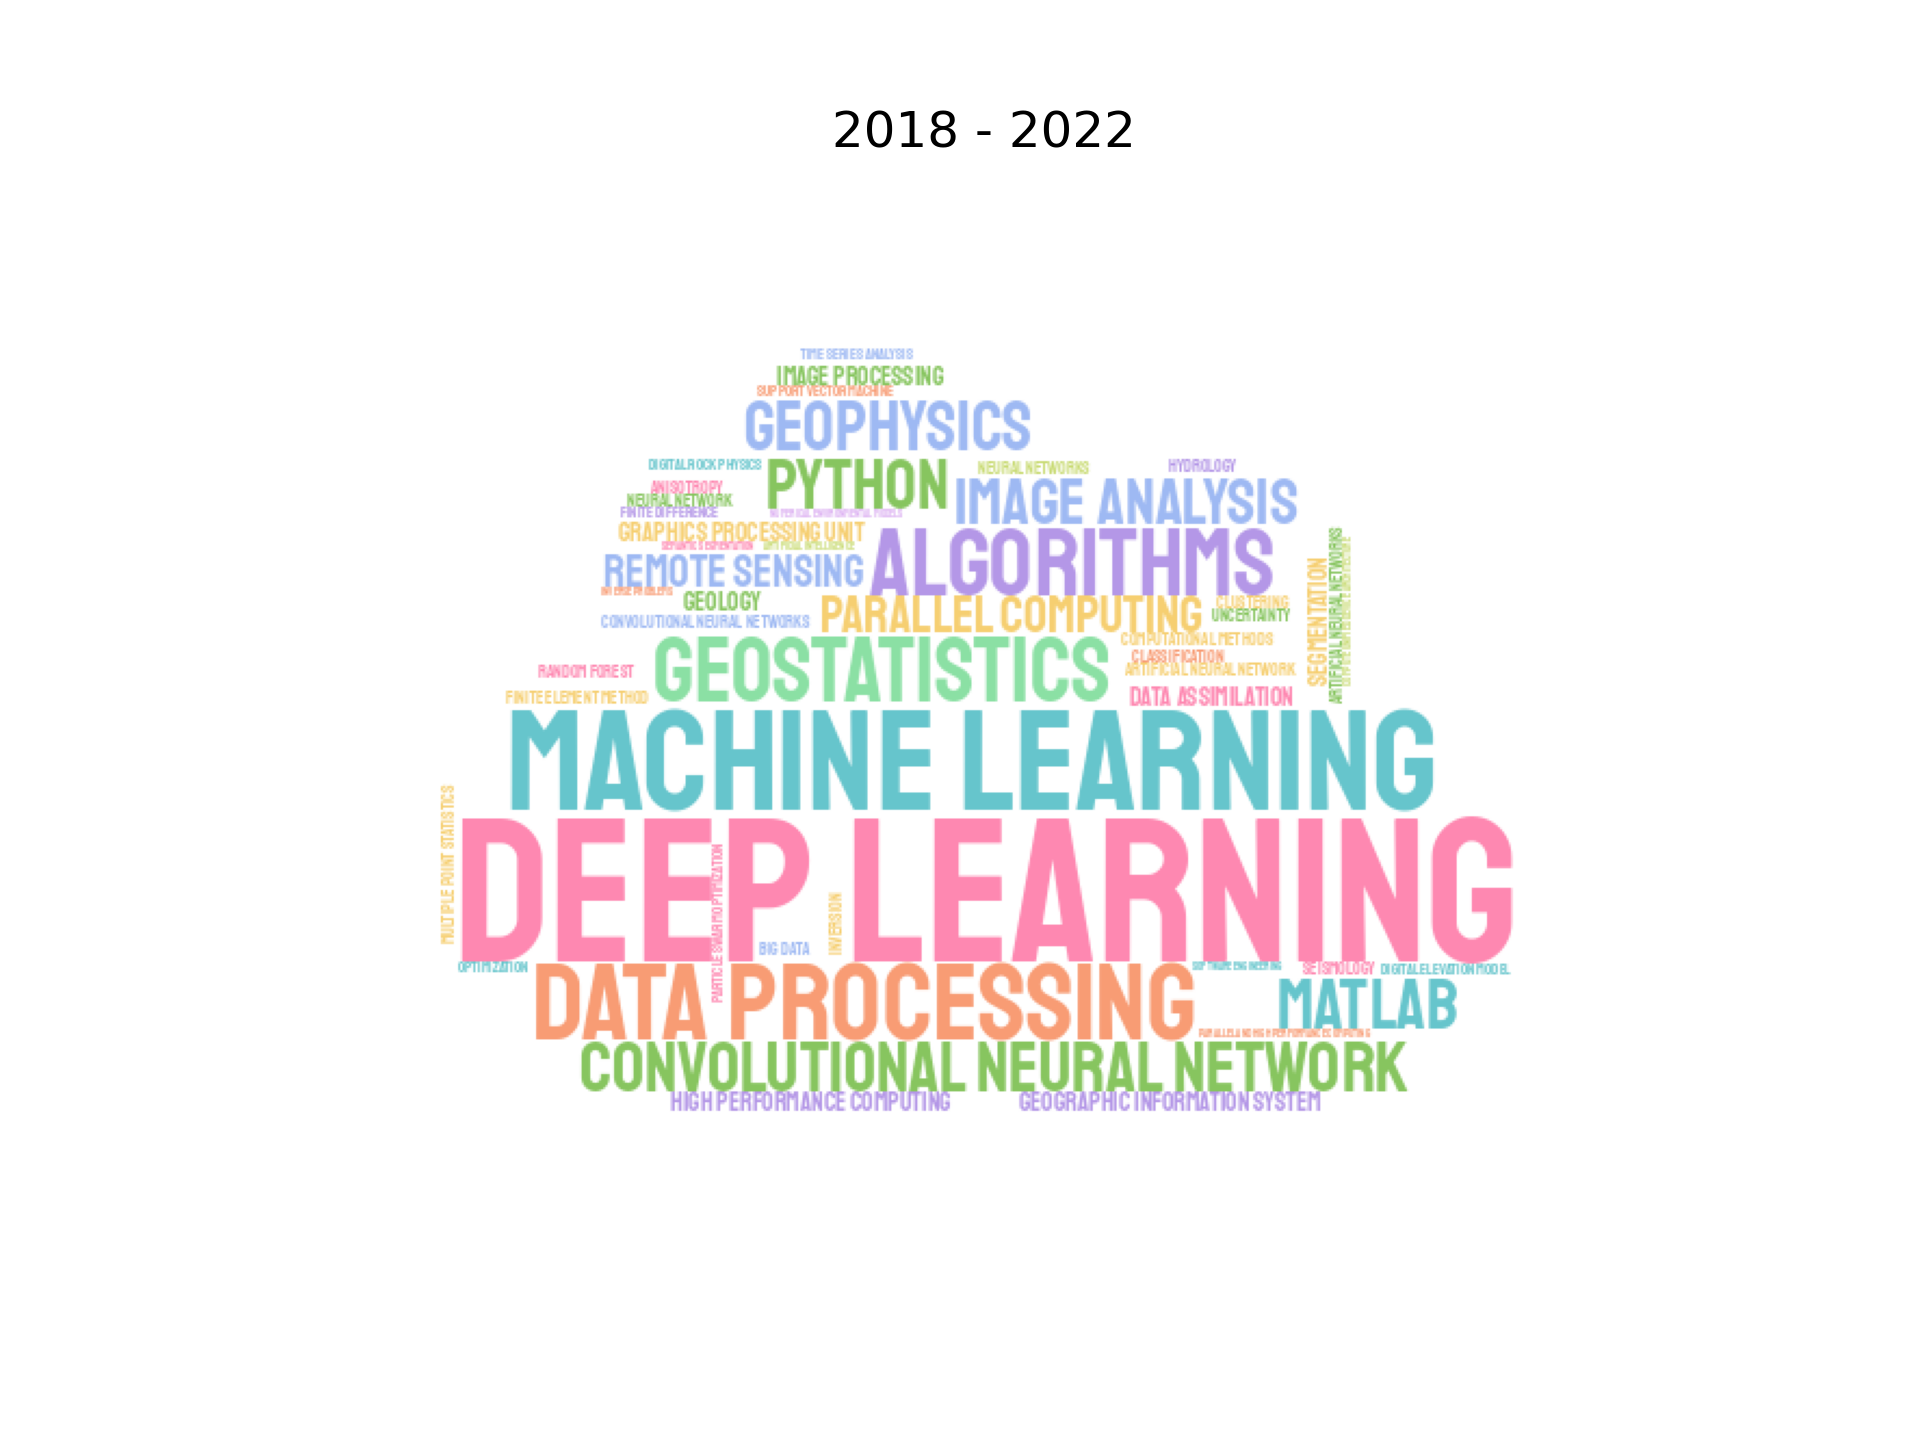 2018 - 2022
TIME SERIES ANALYSIS
IMAGE PROCESSING
SUPPORT VECTOR MACHINE
GEOPHYSICS
DIGITAL ROCK PHYSICS
PYTHON
NEURAL NETWORKS
HYDROLOGY
ANISOTROPY
NEURAL NETWORK
FINITE DIFFERENCE
IMAGE ANALYSIS
GRAPHICS PROCESSING UNIT
SEMANTIC SEGMENTATION
ARTIFICIAL INTELLIGENCE
REMOTE SENSING
ALGORITHMS
INVERSE PROBLEMS
GEOLOGY
CONVOLUTIONAL NEURAL NETWORKS
PARALLEL COMPUTING
CLUSTERING
UNCERTAINTY
SEGMENTATION
ARTIFICIAL NEURAL NETWORKS
COMPUTATIONAL METHODS
CLASSIFICATION
ARTIFICIAL NEURAL NETWORK
RANDOM FOREST
GEOSTATISTICS
FINITE ELEMENT METHOD
DATA ASSIMILATION
MACHINE LEARNING
MULTIPLE POINT STATISTICS
DEEP LEARNING
PARTICLE SWARM OPTIMIZATION
INVERSION
BIG DATA
OPTIMIZATION
DATA PROCESSING
SOFTWARE ENGINEERING
SEISMOLOGY
DIGITAL ELEVATION MODEL
MATLAB
PARALLEL AND HIGH PERFORMANCE COMPUTING
CONVOLUTIONAL NEURAL NETWORK
HIGH PERFORMANCE COMPUTING
GEOGRAPHIC INFORMATION SYSTEM